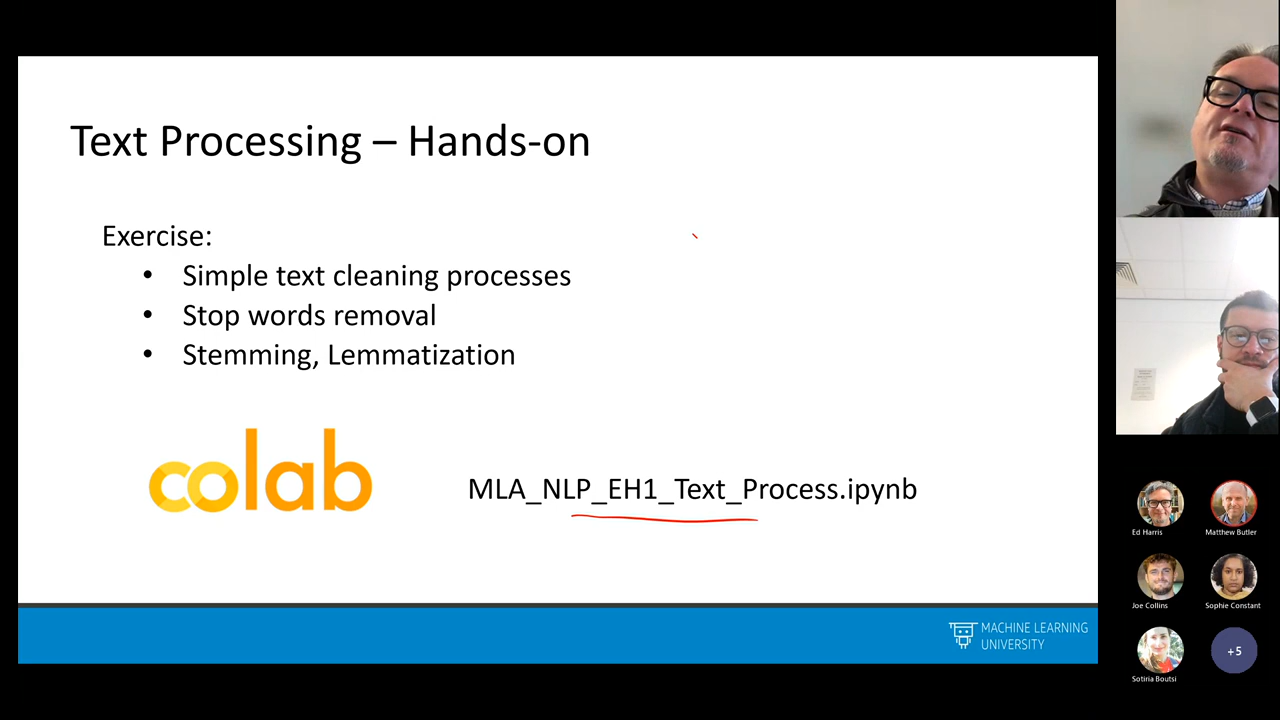 Text Processing – Hands-on
Exercise:
• Simple text cleaning processes
• Stop words removal
• Stemming, Lemmatization
colab
MLA_NLP_EH1_Text_Process.ipynb
MACHINE LEARNING
UNIVERSITY
Ed Harris
Matthew Butler
Joe Collins
Sophie Constant
Sotiria Boutsi
+5